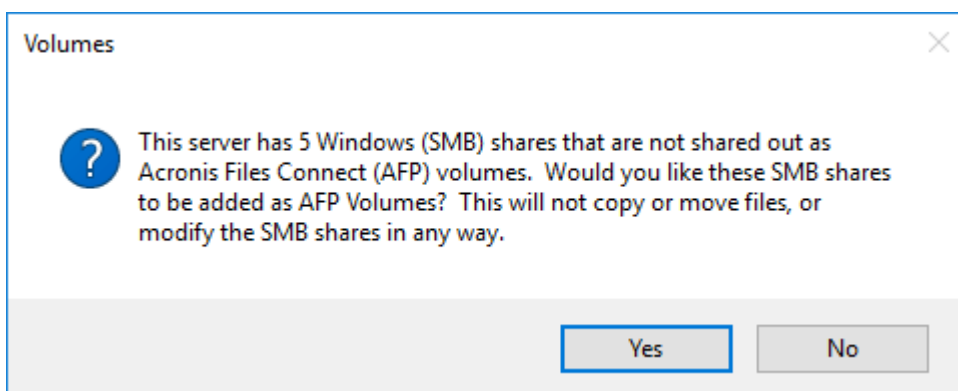 Volumes
This server has 5 Windows (SMB) shares that are not shared out as
Acronis Files Connect (AFP) volumes.  Would you like these SMB shares
to be added as AFP Volumes?  This will not copy or move files, or
modify the SMB shares in any way.
Yes
No